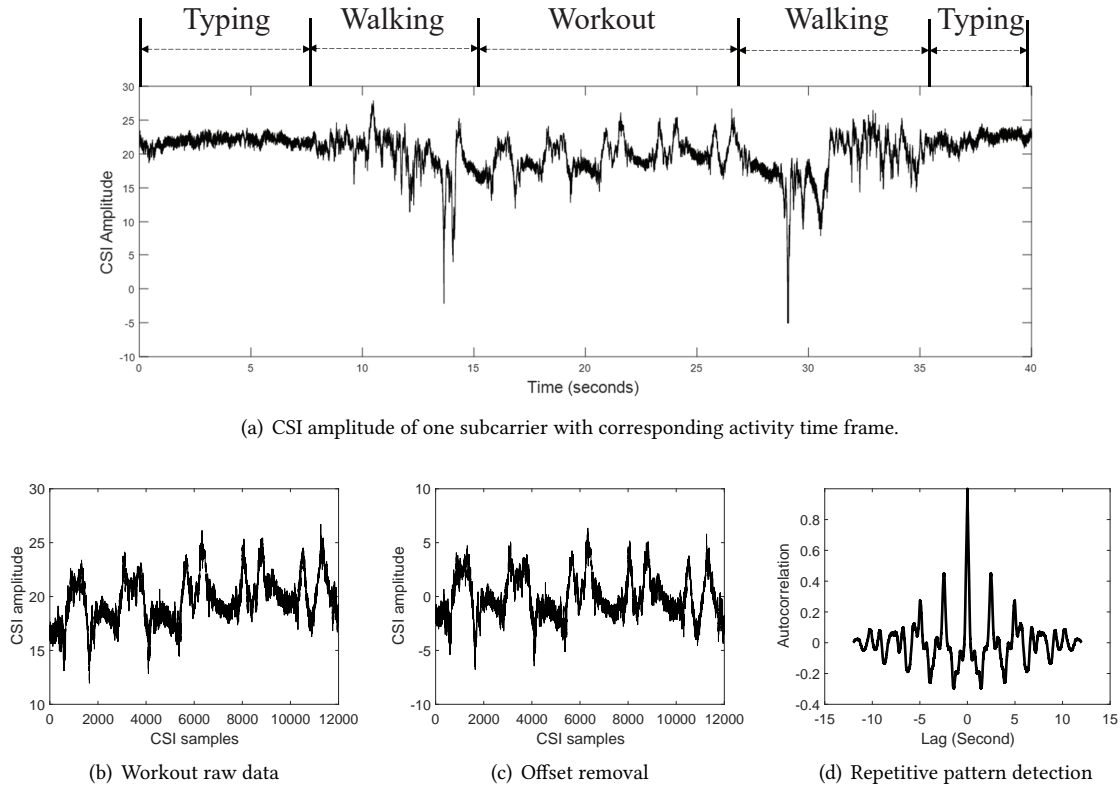 Typing Walking Workout Walking Typing
30
25
20
15
10
5
0
-5
-10
CSI Amplitude
0 5 10 15 20 25 30 35 40
Time (seconds)
(a) CSI amplitude of one subcarrier with corresponding activity time frame.
30
25
20
15
10
CSI amplitude
0 2000 4000 6000 8000 10000 12000
CSI samples
(b) Workout raw data
10
5
0
-5
-10
CSI amplitude
0 2000 4000 6000 8000 10000 12000
CSI samples
(c) Offset removal
0.8
0.6
0.4
0.2
0
-0.2
-0.4
Autocorrelation
-15 -10 -5 0 5 10 15
Lag (Second)
(d) Repetitive pattern detection